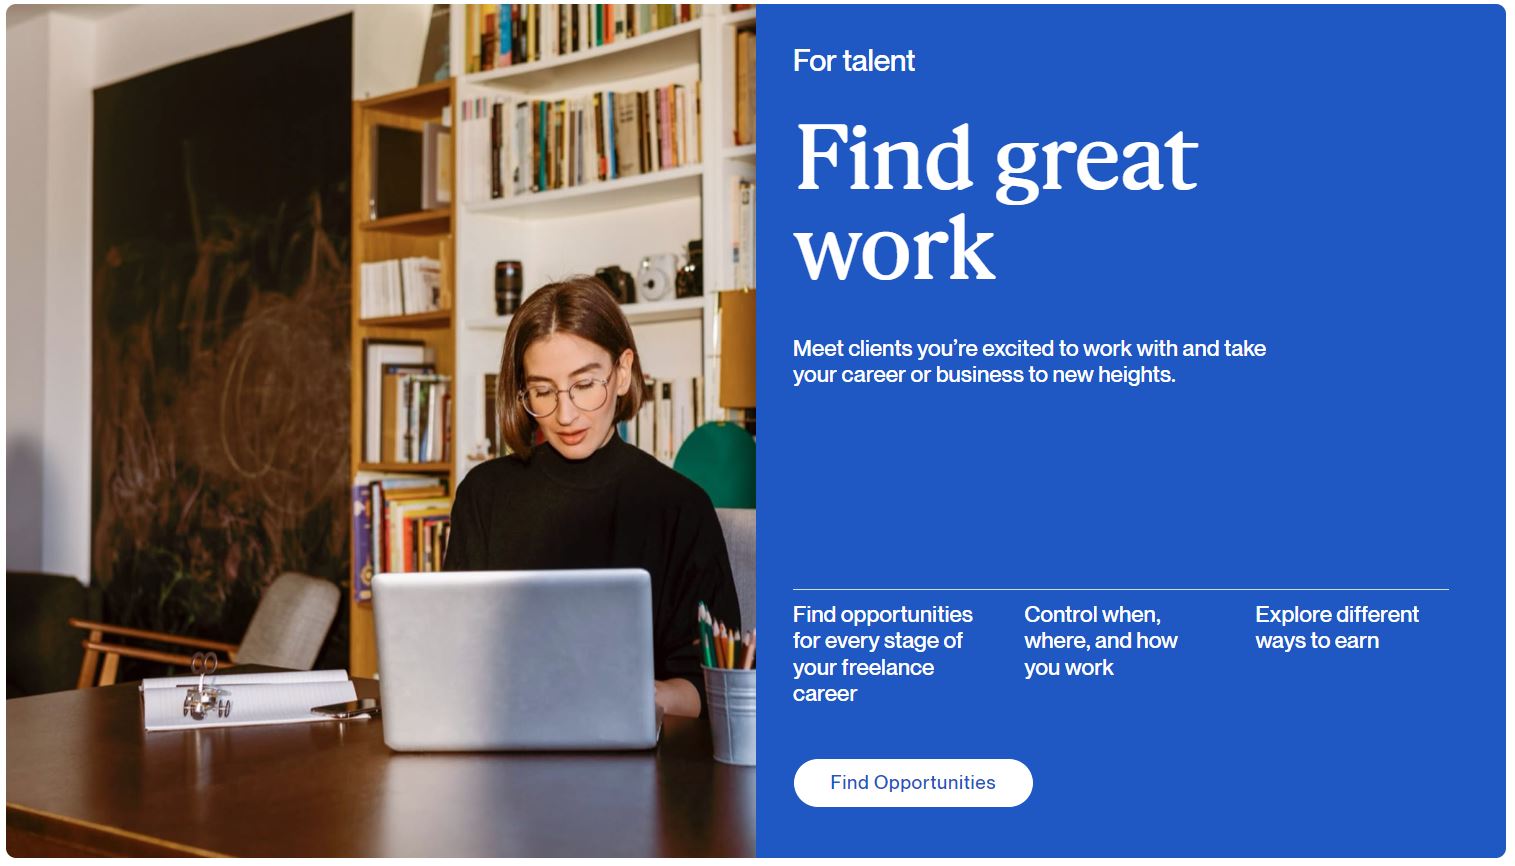 For talent
Find great
work
Meet clients you’re excited to work with and take
your career or business to new heights.
Find opportunities
for every stage of
your freelance
career
Control when,
where, and how
you work
Explore different
ways to earn
Find Opportunities